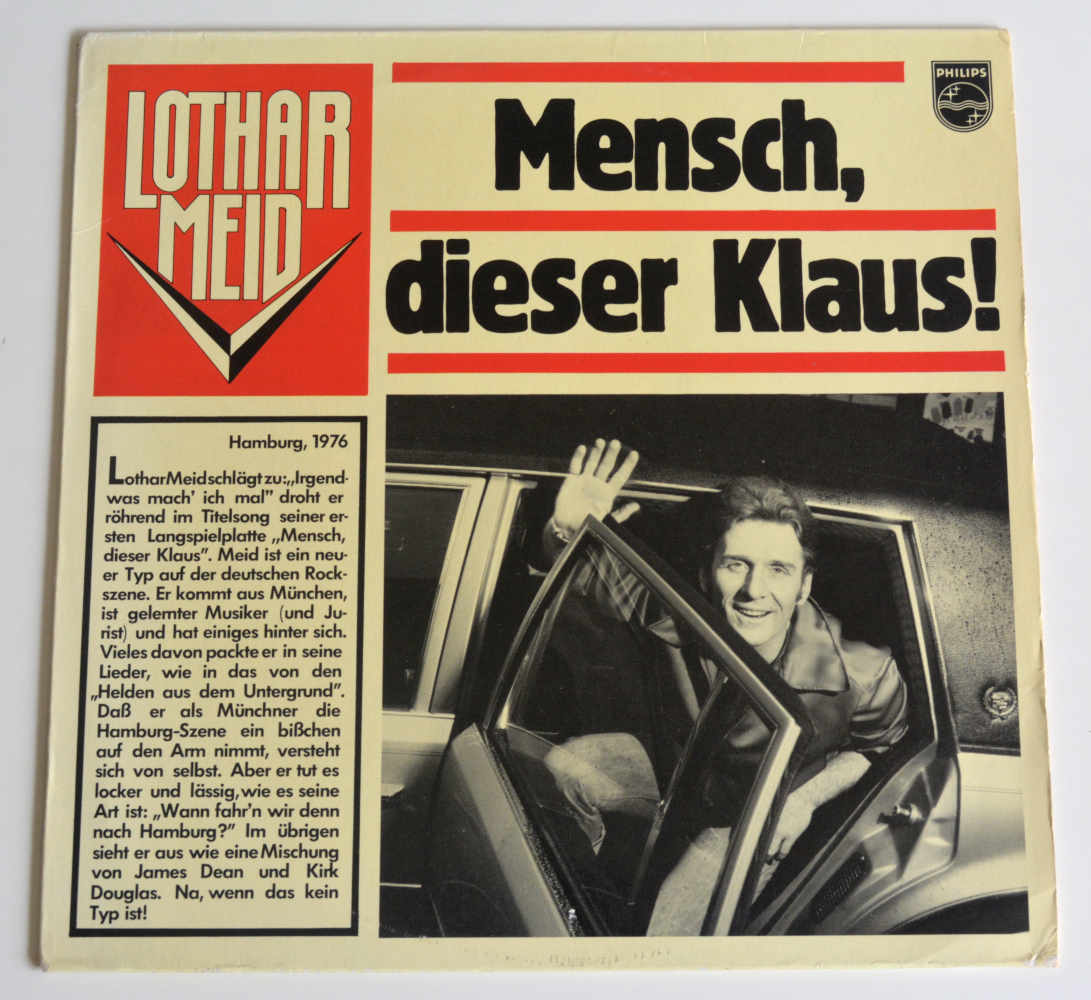 LOTHAR
MEID
Mensch,
dieser Klaus!
PHILIPS
Hamburg, 1976
Lothar Meid schlägt zu: „Irgend-
was mach' ich mal" droht er
röhrend im Titelsong seiner er-
sten Langspielplatte „Mensch,
dieser Klaus". Meid ist ein neu-
er Typ auf der deutschen Rock-
szene. Er kommt aus München,
ist gelernter Musiker (und Ju-
rist) und hat einiges hinter sich.
Vieles davon packte er in seine
Lieder, wie in das von den
„Helden aus dem Untergrund".
Daß er als Münchner die
Hamburg-Szene ein bißchen
auf den Arm nimmt, versteht
sich von selbst. Aber er tut es
locker und lässig, wie es seine
Art ist: „Wann fahr'n wir denn
nach Hamburg?" Im übrigen
sieht er aus wie eine Mischung
von James Dean und Kirk
Douglas. Na, wenn das kein
Typ ist!